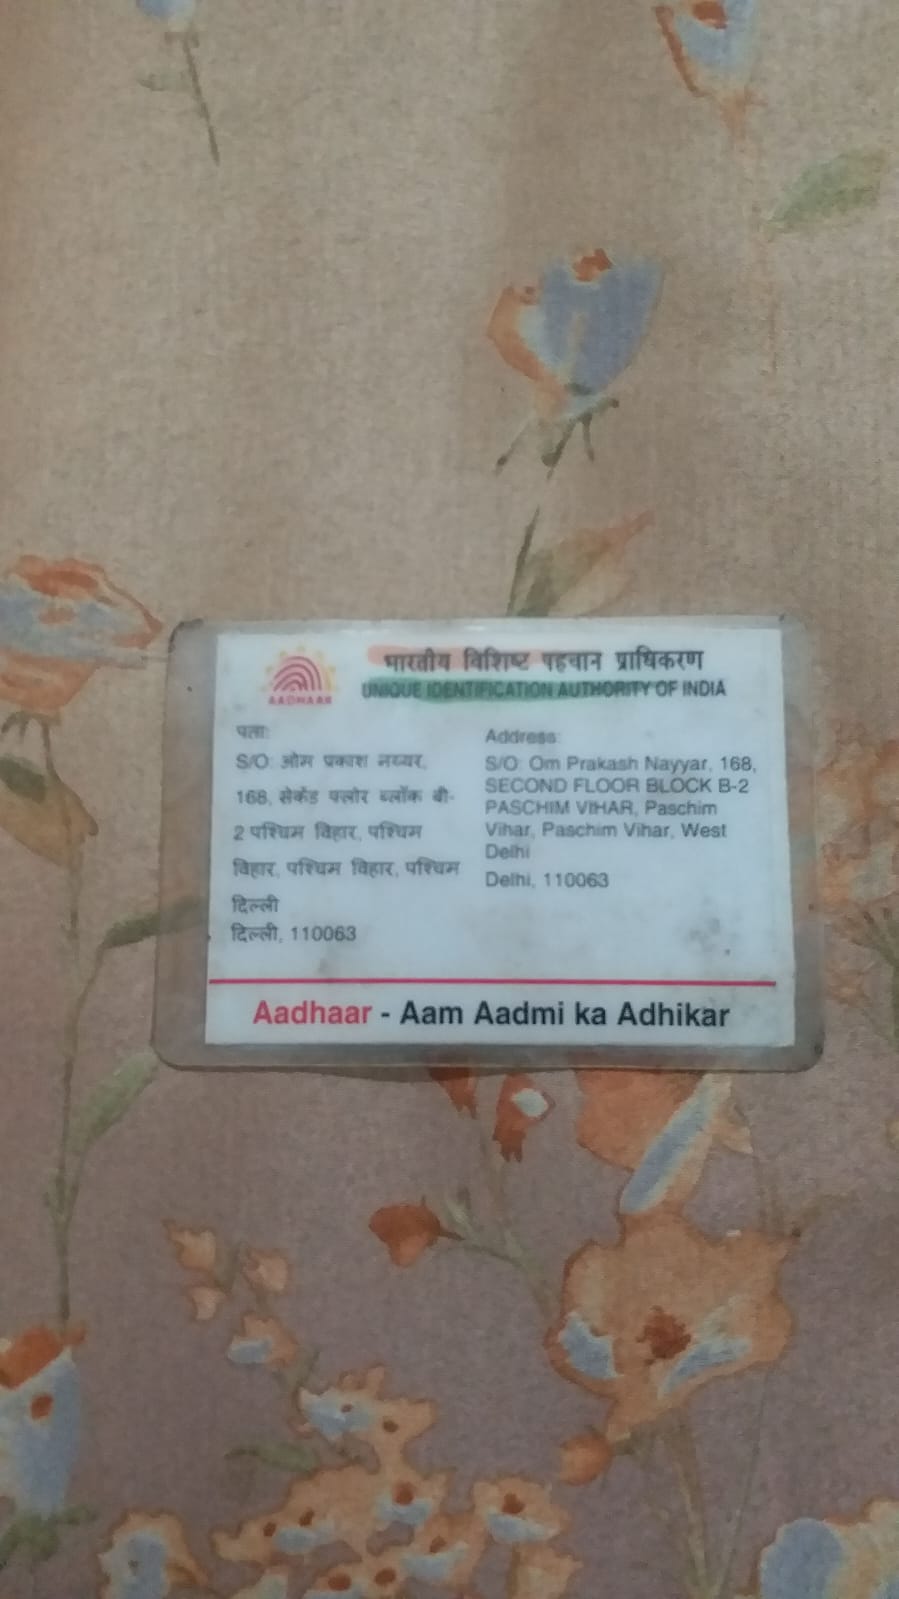 भारतीय विशिष्ट पहचान प्राधिकरण
UNIQUE IDENTIFICATION AUTHORITY OF INDIA
AADHAAR
पता:
S/O: ओम प्रकाश नय्यर,
168, सेकेंड फ्लोर ब्लॉक बी-
2 पश्चिम विहार, पश्चिम
विहार, पश्चिम विहार, पश्चिम
दिल्ली
दिल्ली, 110063
Address:
S/O: Om Prakash Nayyar, 168,
SECOND FLOOR BLOCK B-2
PASCHIM VIHAR, Paschim
Vihar, Paschim Vihar, West
Delhi
Delhi, 110063
Aadhaar - Aam Aadmi ka Adhikar